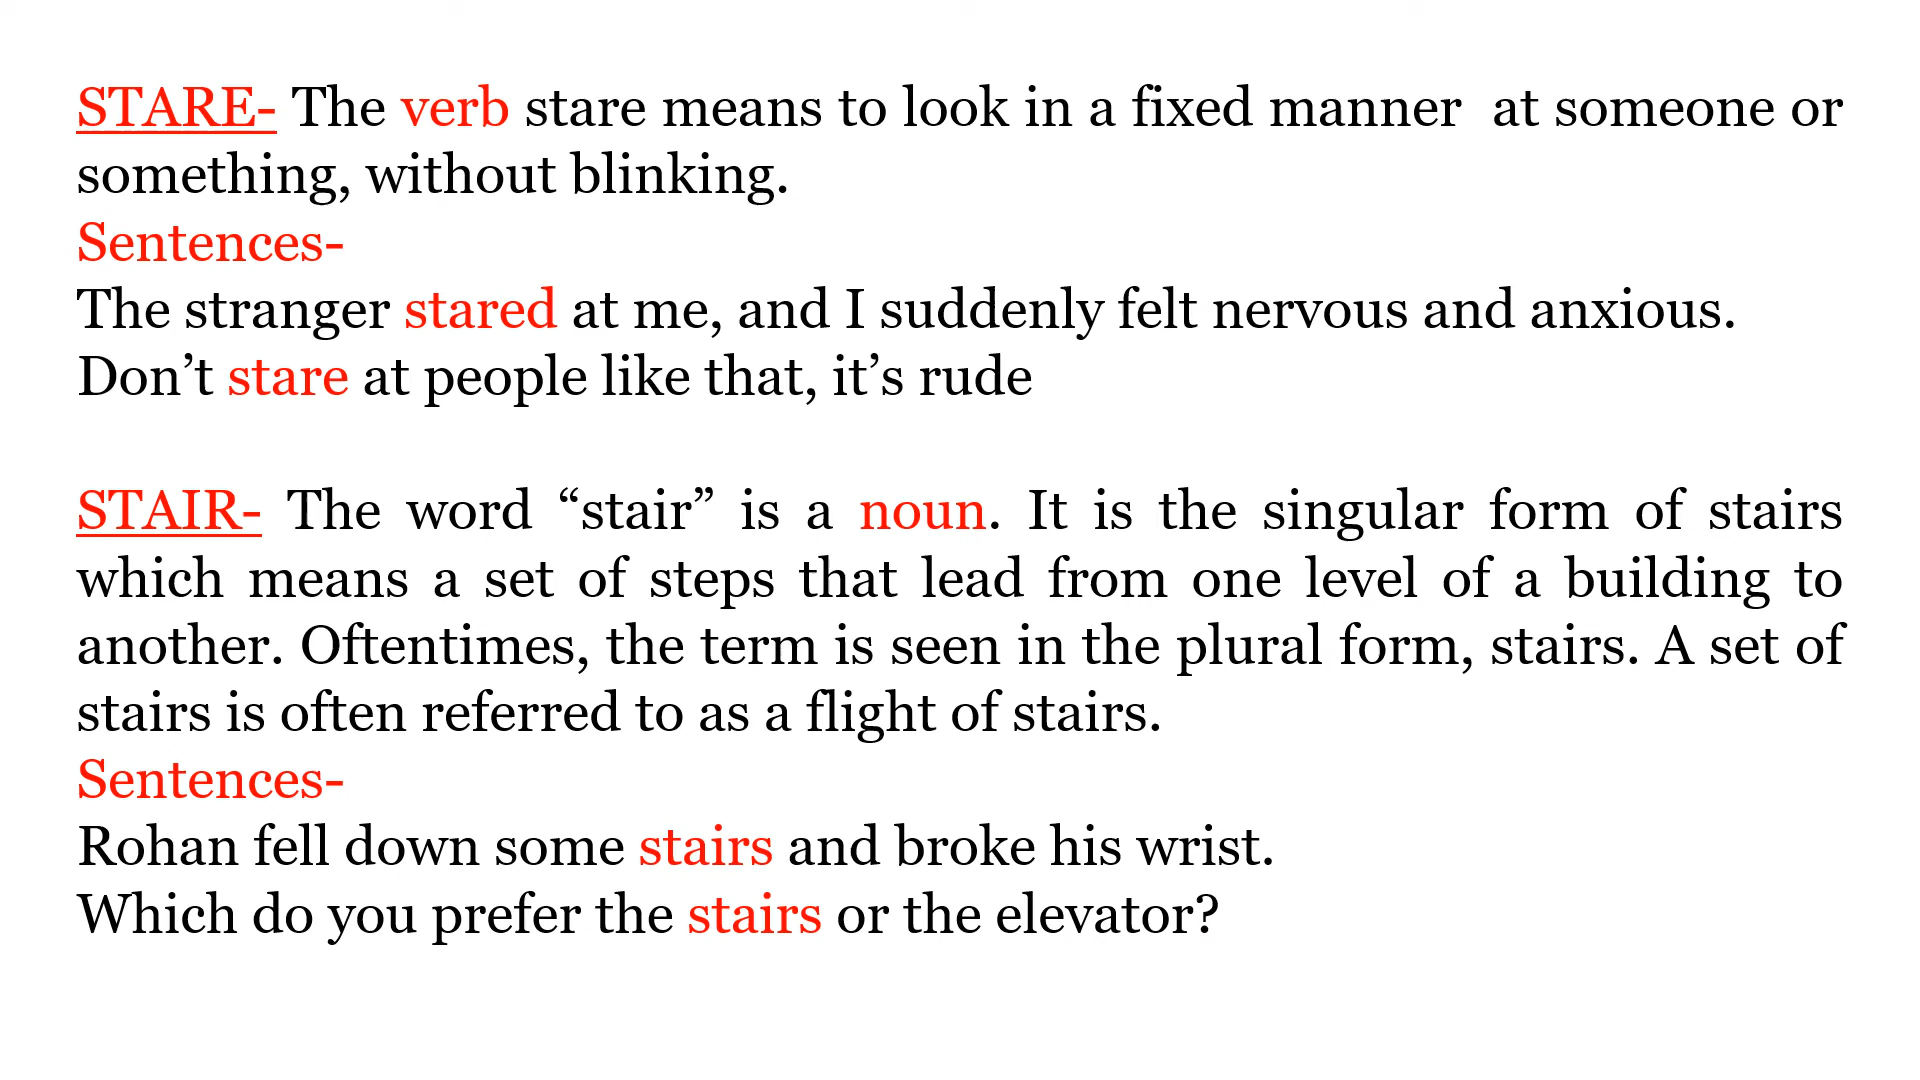 STARE- The verb stare means to look in a fixed manner  at someone or
something, without blinking.
Sentences-
The stranger stared at me, and I suddenly felt nervous and anxious.
Don’t stare at people like that, it’s rude
STAIR- The word “stair” is a noun. It is the singular form of stairs
which means a set of steps that lead from one level of a building to
another. Oftentimes, the term is seen in the plural form, stairs. A set of
stairs is often referred to as a flight of stairs.
Sentences-
Rohan fell down some stairs and broke his wrist.
Which do you prefer the stairs or the elevator?